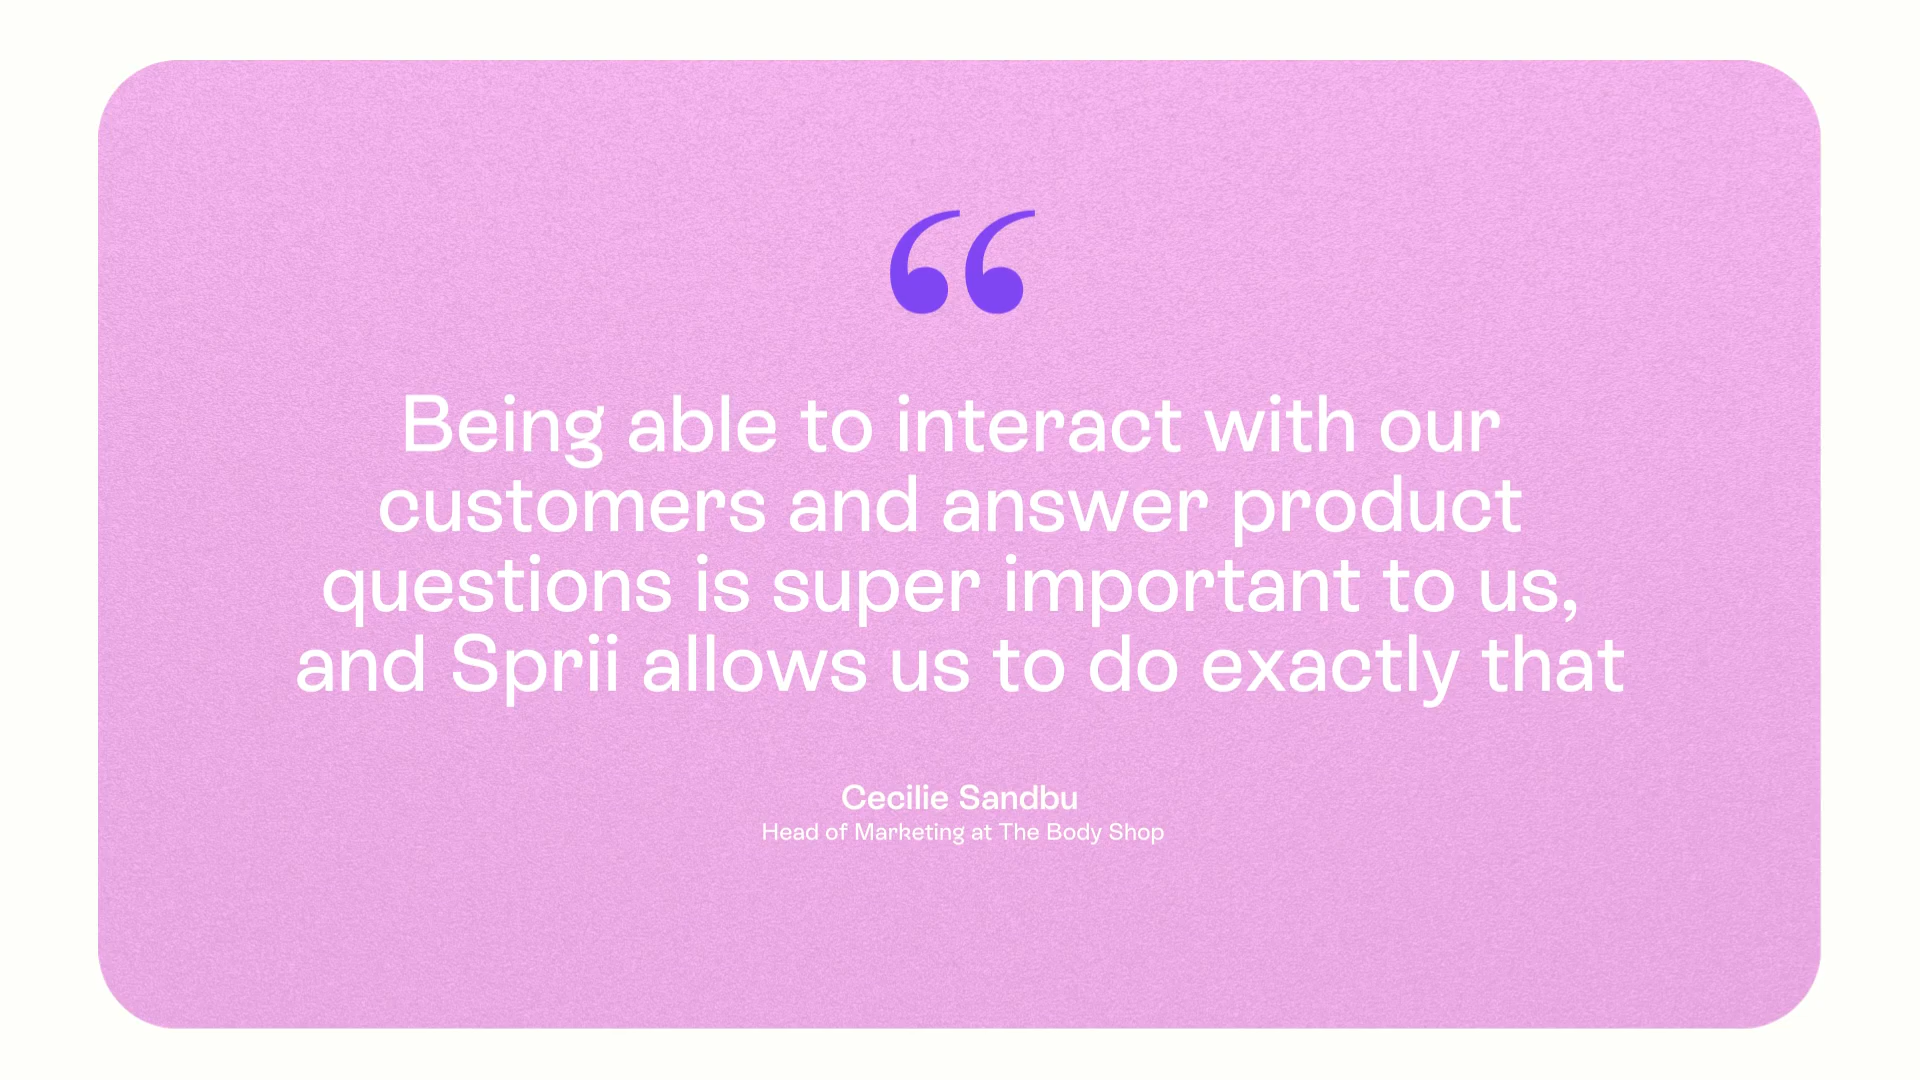 “
Being able to interact with our
customers and answer product
questions is super important to us,
and Sprii allows us to do exactly that
Cecilie Sandbu
Head of Marketing at The Body Shop